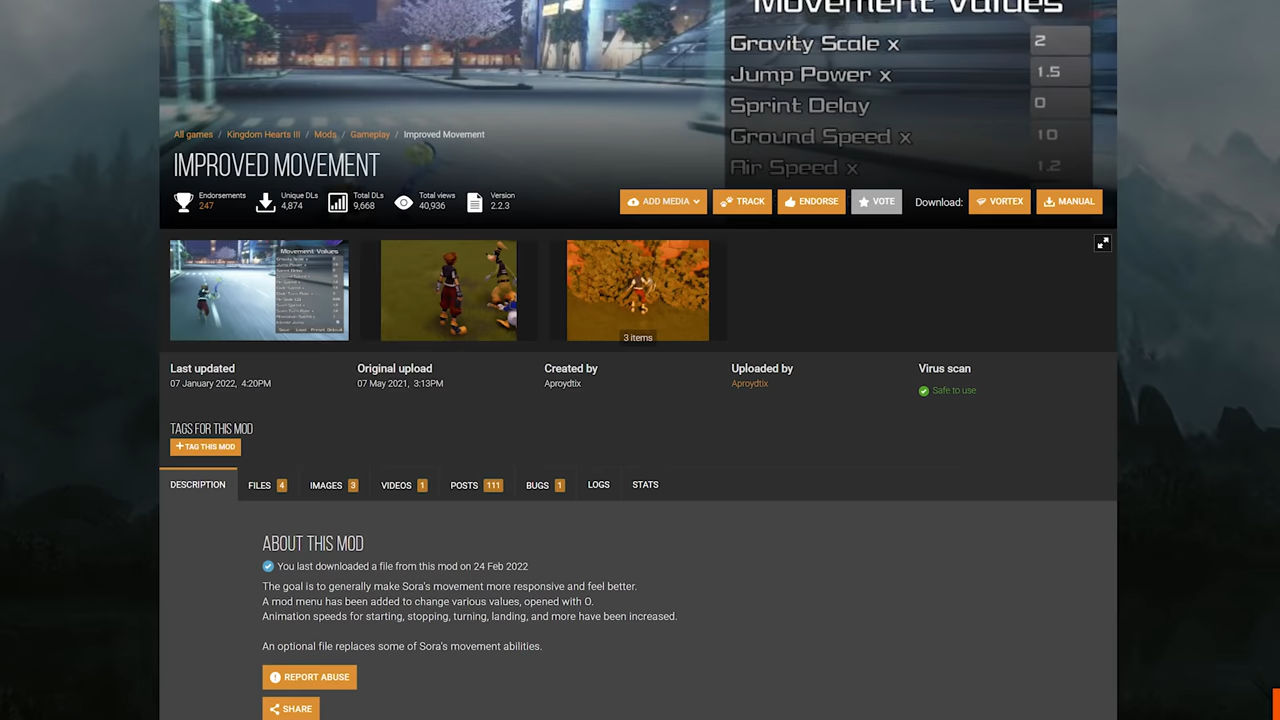 Movement Values
Gravity Scale x 2
Jump Power x 1.5
Sprint Delay 0
Ground Speed x 10
Air Speed x 1.2
All games / Kingdom Hearts III / Mods / Gameplay / Improved Movement
IMPROVED MOVEMENT
Endorsements 247
Unique DLs 4,874
Total DLs 9,668
Total views 40,936
Version 2.2.3
ADD MEDIA TRACK ENDORSE VOTE Download: VORTEX MANUAL
Movement Values
3 items
Last updated Original upload Created by Uploaded by Virus scan
07 January 2022, 4:20PM 07 May 2021, 3:13PM Aproydtix Aproydtix Safe to use
TAGS FOR THIS MOD
+ TAG THIS MOD
DESCRIPTION FILES 4 IMAGES 3 VIDEOS 1 POSTS 111 BUGS 1 LOGS STATS
ABOUT THIS MOD
You last downloaded a file from this mod on 24 Feb 2022
The goal is to generally make Sora's movement more responsive and feel better.
A mod menu has been added to change various values, opened with O.
Animation speeds for starting, stopping, turning, landing, and more have been increased.
An optional file replaces some of Sora's movement abilities.
REPORT ABUSE
SHARE